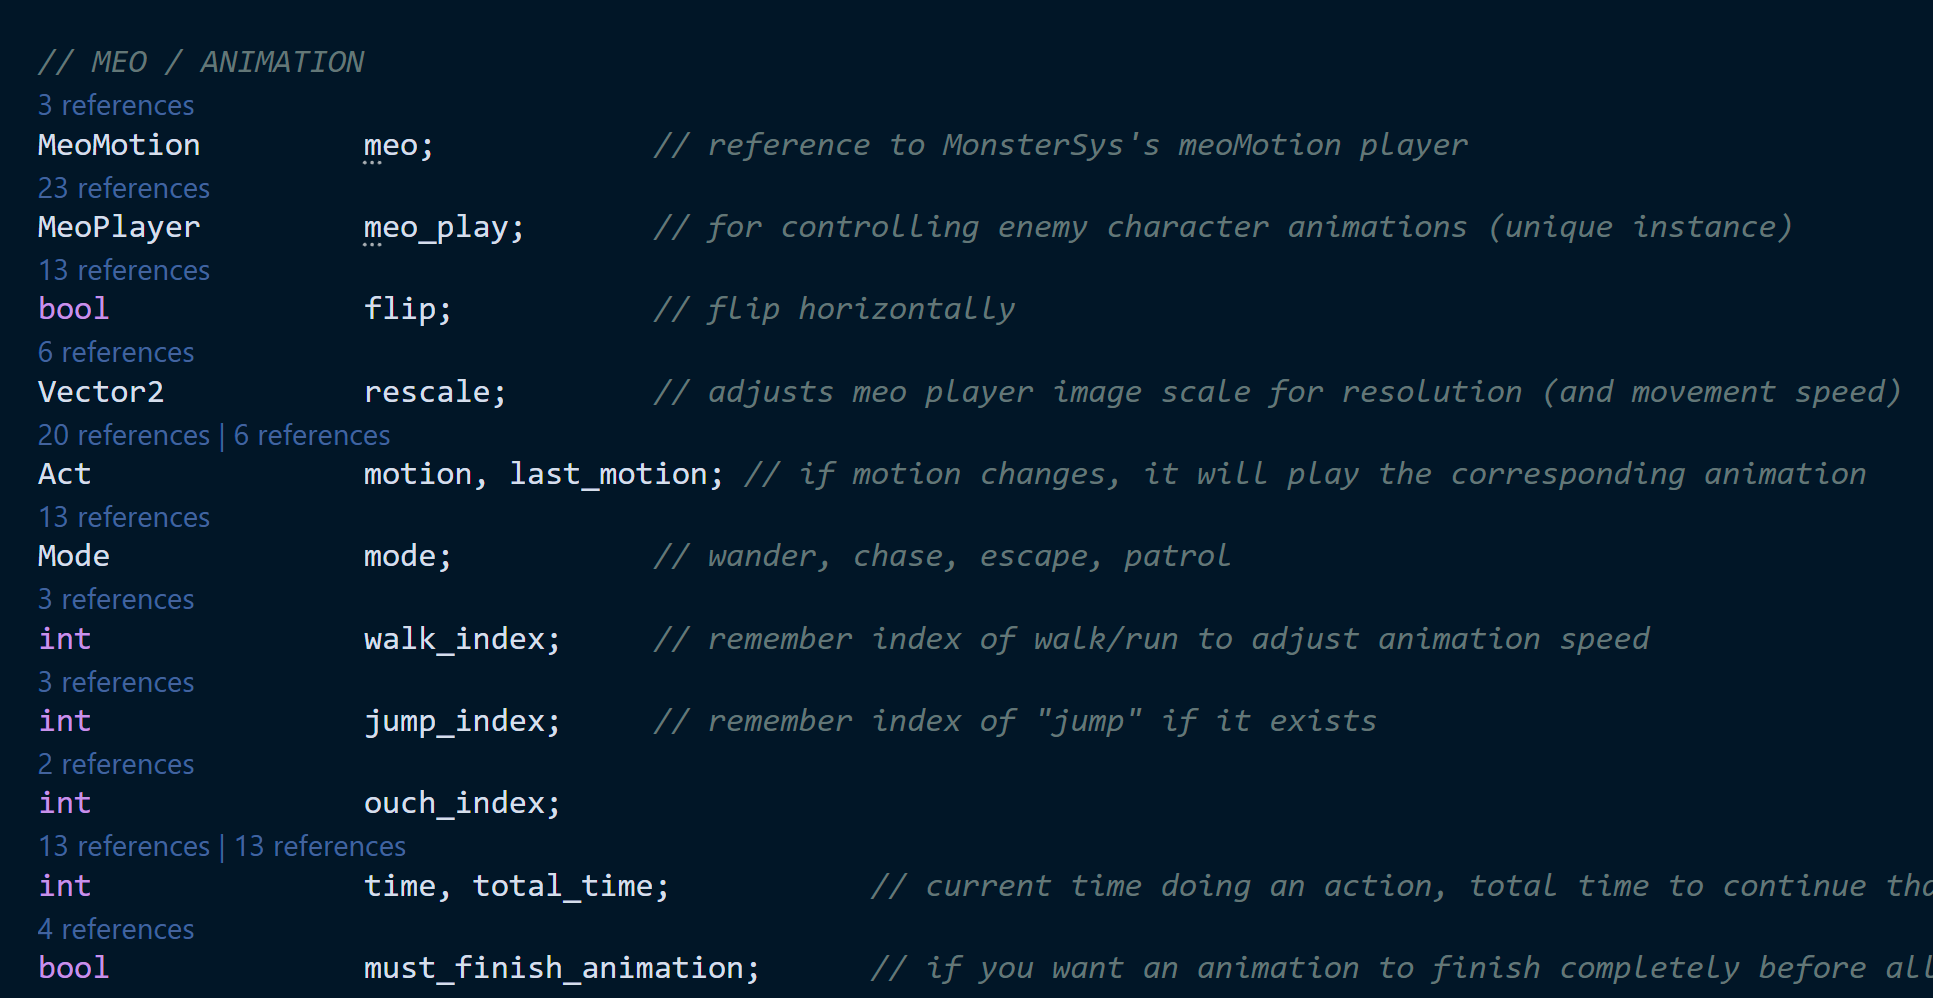 // MEO / ANIMATION
3 references
MeoMotion meo; // reference to MonsterSys's meoMotion player
23 references
MeoPlayer meo_play; // for controlling enemy character animations (unique instance)
13 references
bool flip; // flip horizontally
6 references
Vector2 rescale; // adjusts meo player image scale for resolution (and movement speed)
20 references | 6 references
Act motion, last_motion; // if motion changes, it will play the corresponding animation
13 references
Mode mode; // wander, chase, escape, patrol
3 references
int walk_index; // remember index of walk/run to adjust animation speed
3 references
int jump_index; // remember index of "jump" if it exists
2 references
int ouch_index;
13 references | 13 references
int time, total_time; // current time doing an action, total time to continue
4 references
bool must_finish_animation; // if you want an animation to finish completely before